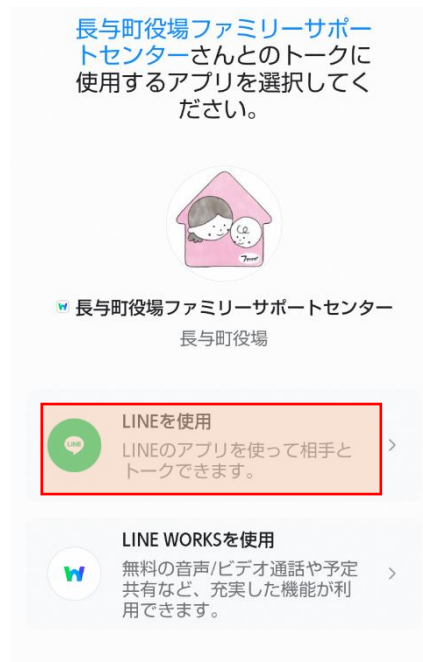 長与町役場ファミリーサポー
トセンターさんとのトークに
使用するアプリを選択してく
ださい。
長与町役場ファミリーサポートセンター
長与町役場
LINEを使用
LINE
LINEのアプリを使って相手と
トークできます。
LINE WORKSを使用
無料の音声/ビデオ通話や予定
共有など、充実した機能が利
用できます。